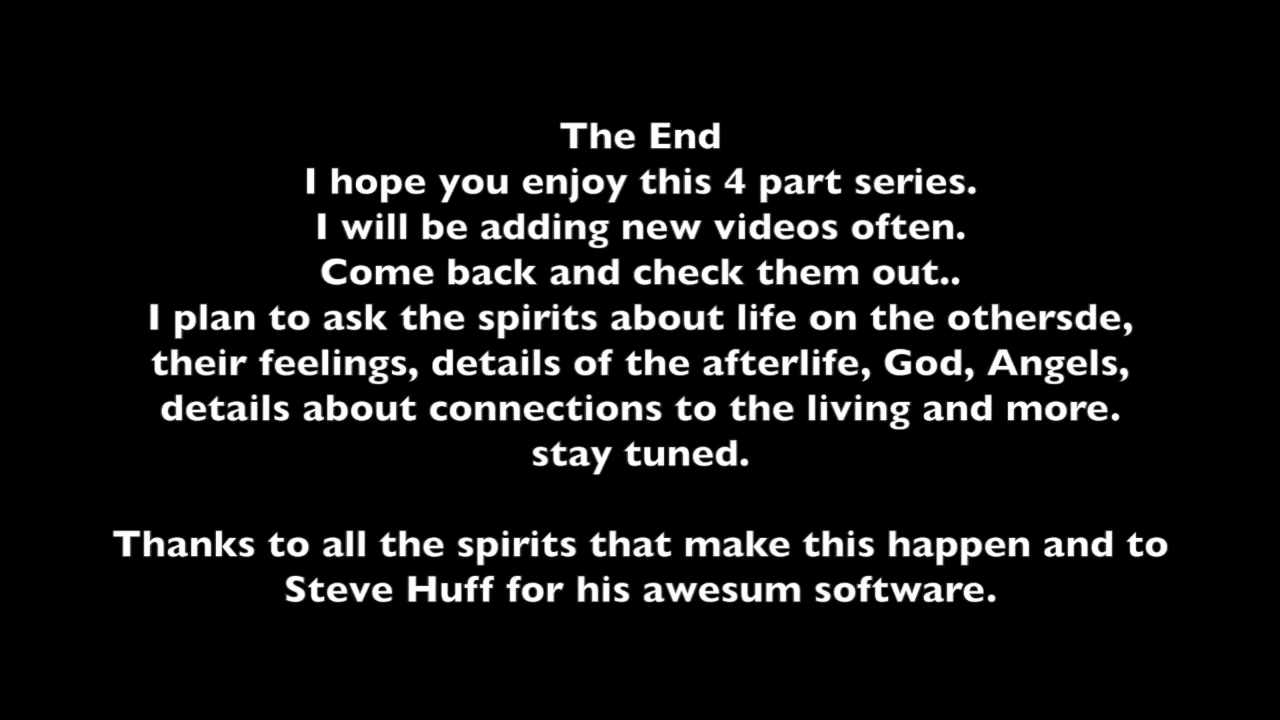 The End
I hope you enjoy this 4 part series.
I will be adding new videos often.
Come back and check them out..
I plan to ask the spirits about life on the othersde,
their feelings, details of the afterlife, God, Angels,
details about connections to the living and more.
stay tuned.
Thanks to all the spirits that make this happen and to
Steve Huff for his awesum software.